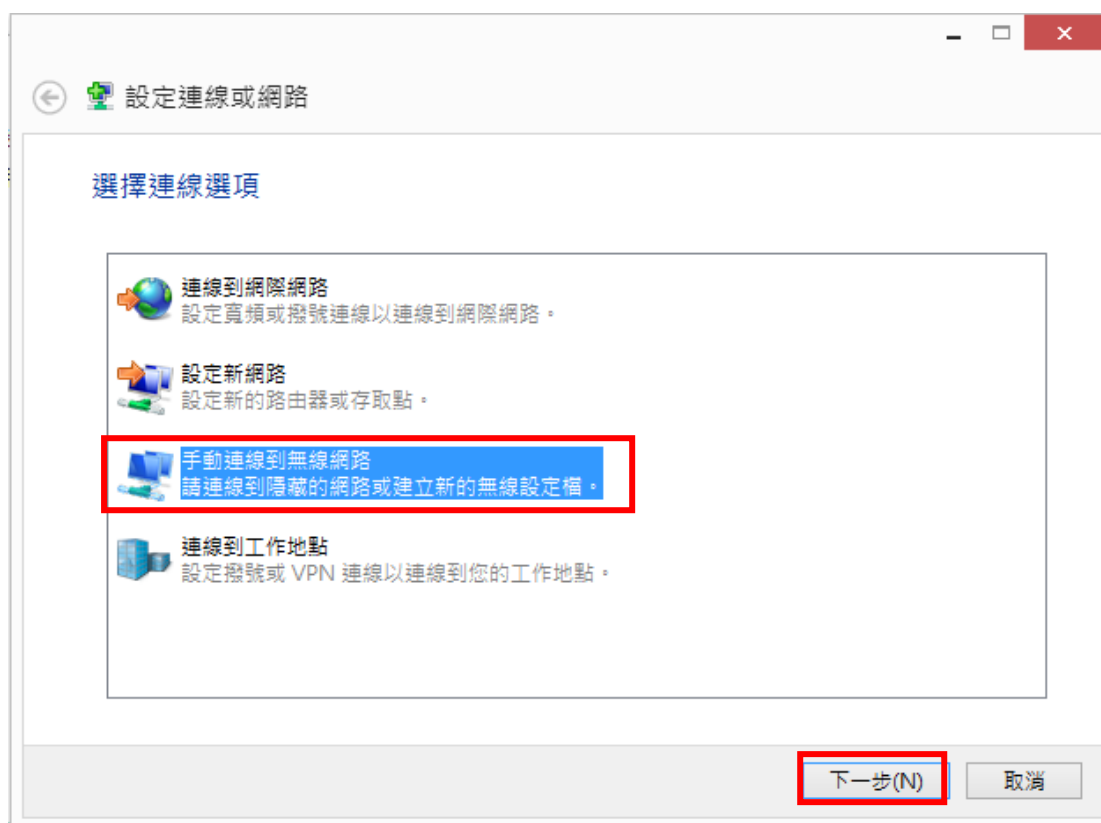 設定連線或網路
選擇連線選項
連線到網際網路
設定寬頻或撥號連線以連線到網際網路。
設定新網路
設定新的路由器或存取點。
手動連線到無線網路
請連線到隱藏的網路或建立新的無線設定檔。
連線到工作地點
設定撥號或 VPN 連線以連線到您的工作地點。
下一步(N)
取消